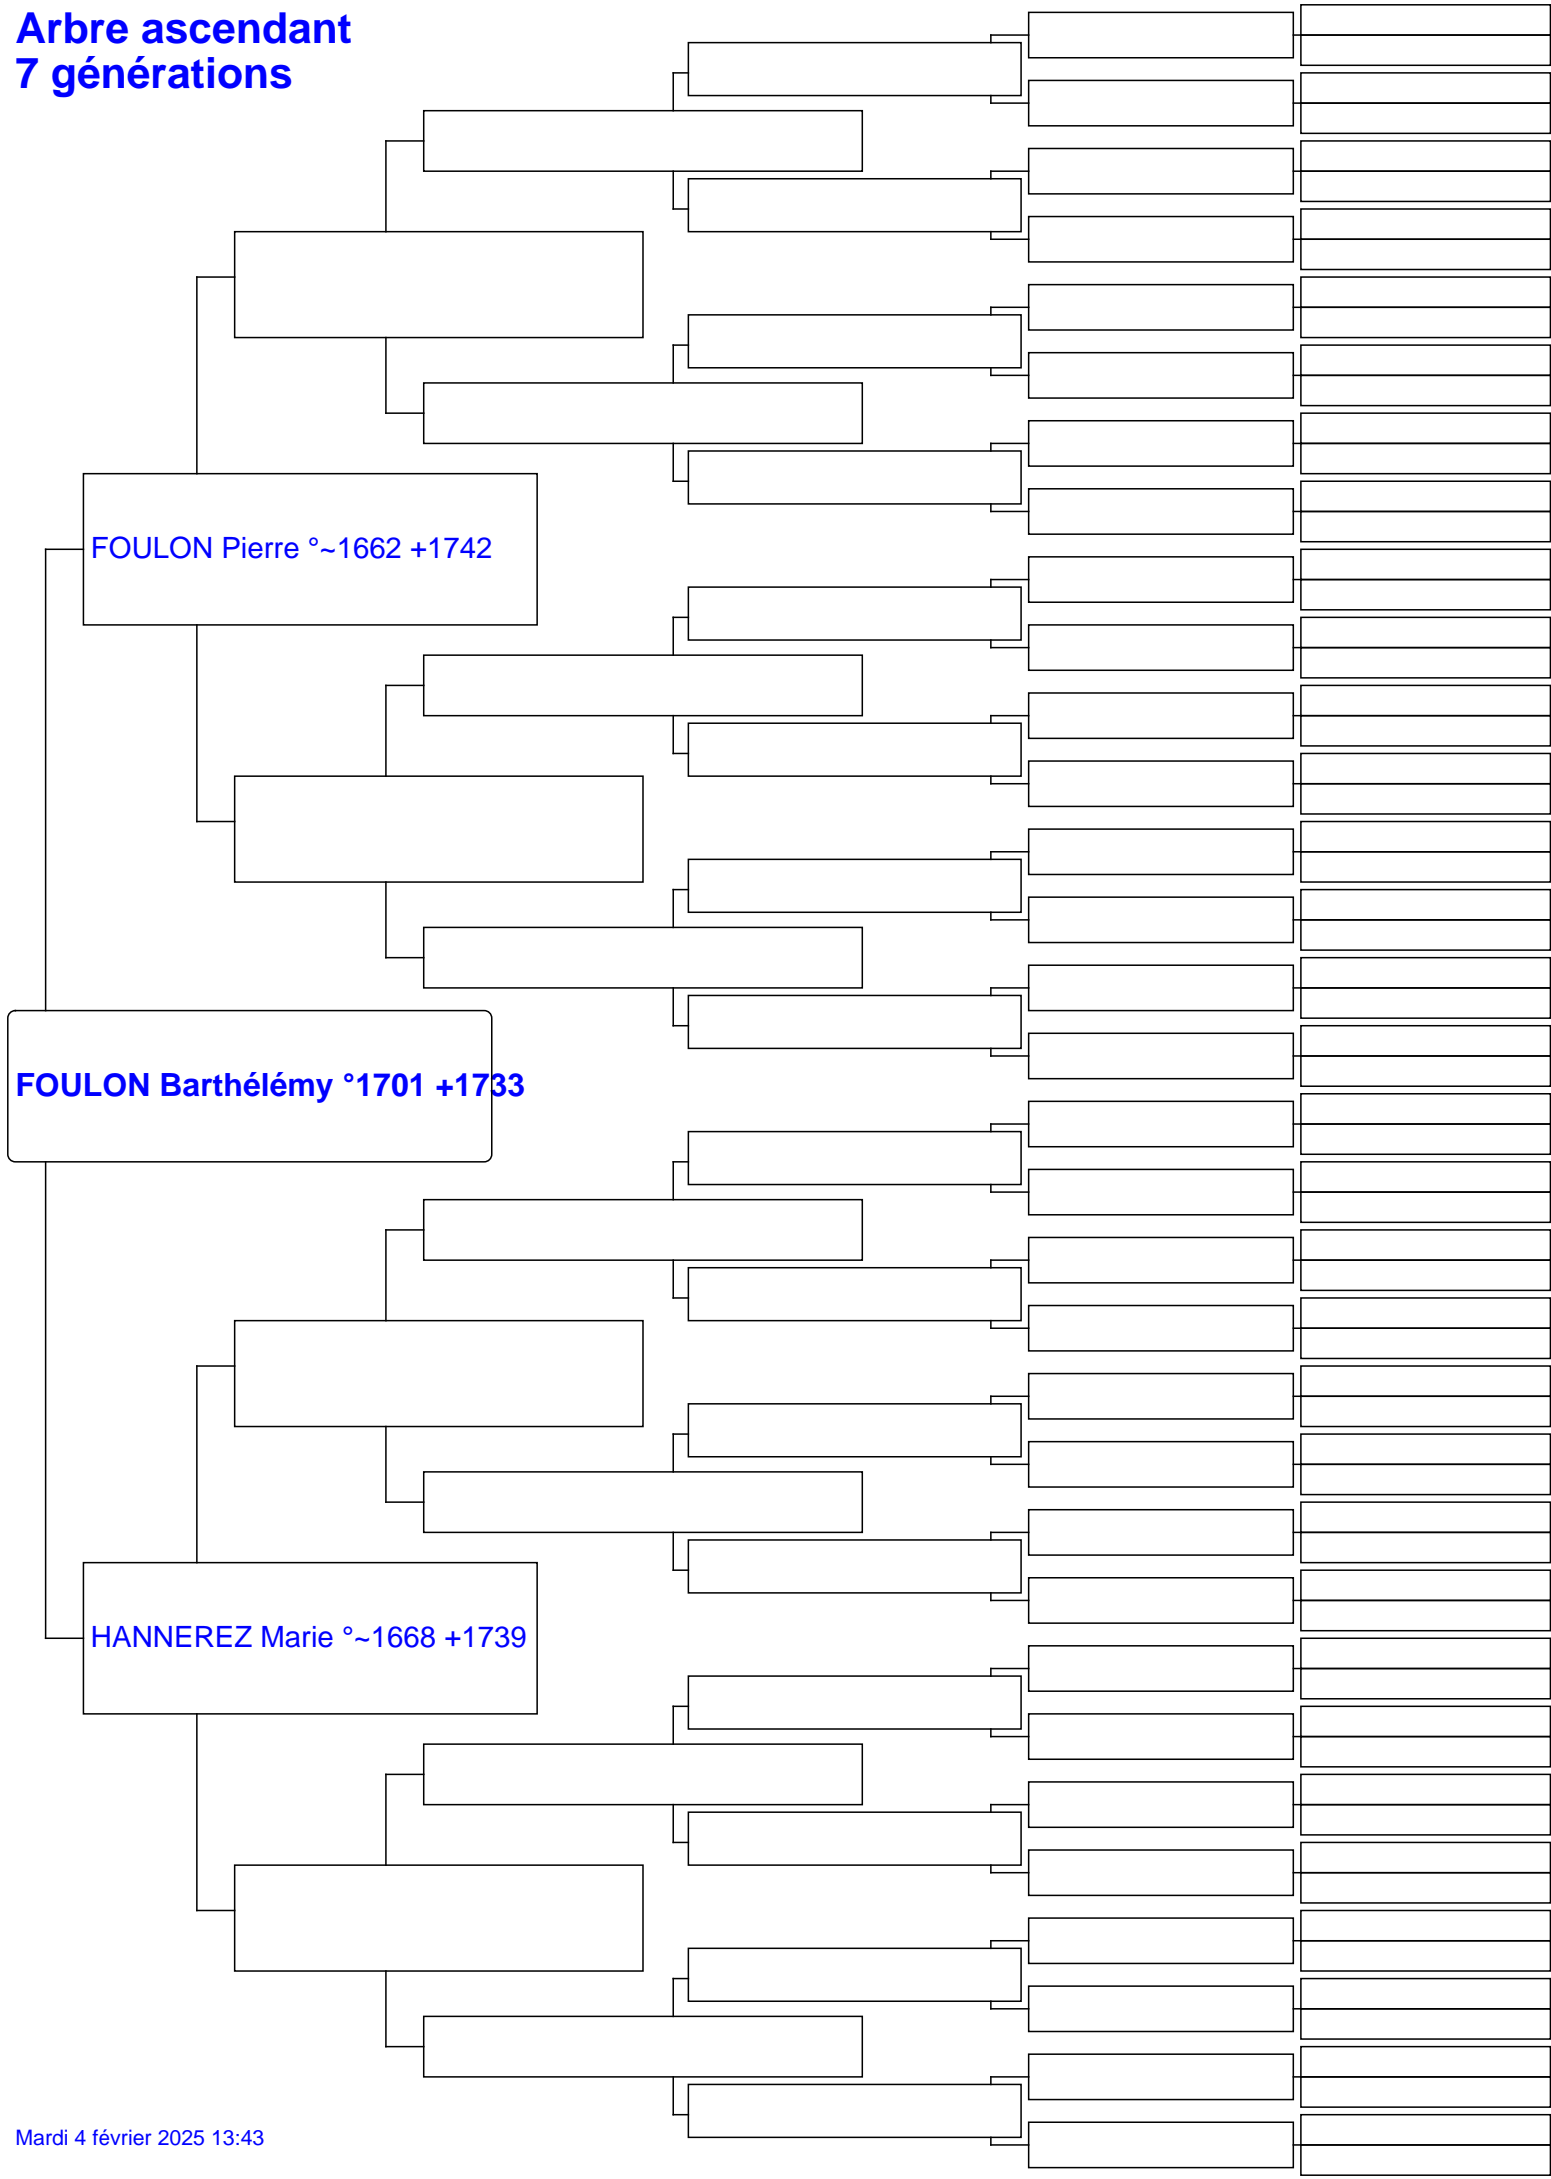 Arbre ascendant
7 générations
FOULON Pierre °~1662 +1742
FOULON Barthélémy °1701 +1733
HANNEREZ Marie °~1668 +1739
Mardi 4 février 2025 13:43